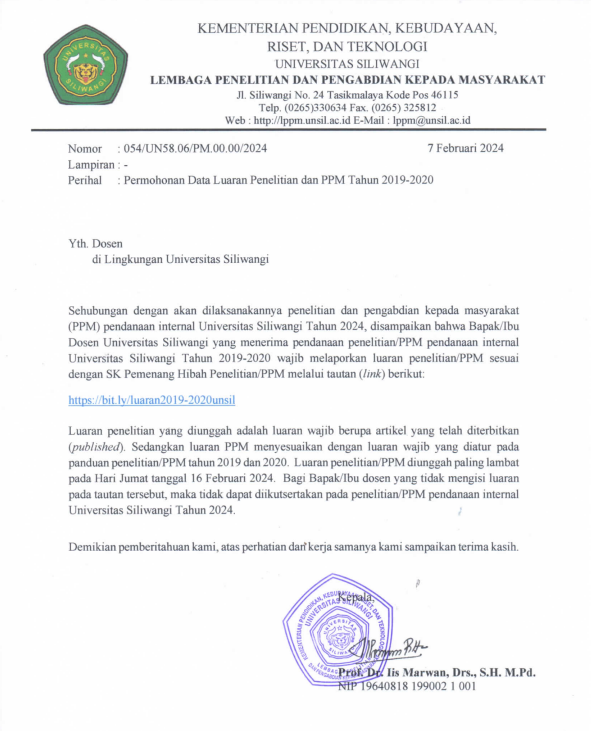 KEMENTERIAN PENDIDIKAN, KEBUDAYAAN,
RISET, DAN TEKNOLOGI
UNIVERSITAS SILIWANGI
LEMBAGA PENELITIAN DAN PENGABDIAN KEPADA MASYARAKAT
Jl. Siliwangi No. 24 Tasikmalaya Kode Pos 46115
Telp. (0265)330634 Fax. (0265) 325812
Web : http://lppm.unsil.ac.id E-Mail : lppm@unsil.ac.id
UNIVERSITAS
SILIWANGI
Nomor : 054/UN58.06/PM.00.00/2024 7 Februari 2024
Lampiran : -
Perihal : Permohonan Data Luaran Penelitian dan PPM Tahun 2019-2020
Yth. Dosen
di Lingkungan Universitas Siliwangi
Sehubungan dengan akan dilaksanakannya penelitian dan pengabdian kepada masyarakat
(PPM) pendanaan internal Universitas Siliwangi Tahun 2024, disampaikan bahwa Bapak/Ibu
Dosen Universitas Siliwangi yang menerima pendanaan penelitian/PPM pendanaan internal
Universitas Siliwangi Tahun 2019-2020 wajib melaporkan luaran penelitian/PPM sesuai
dengan SK Pemenang Hibah Penelitian/PPM melalui tautan (link) berikut:
https://bit.ly/luaran2019-2020unsil
Luaran penelitian yang diunggah adalah luaran wajib berupa artikel yang telah diterbitkan
(published). Sedangkan luaran PPM menyesuaikan dengan luaran wajib yang diatur pada
panduan penelitian/PPM tahun 2019 dan 2020. Luaran penelitian/PPM diunggah paling lambat
pada Hari Jumat tanggal 16 Februari 2024. Bagi Bapak/Ibu dosen yang tidak mengisi luaran
pada tautan tersebut, maka tidak dapat diikutsertakan pada penelitian/PPM pendanaan internal
Universitas Siliwangi Tahun 2024.
Demikian pemberitahuan kami, atas perhatian dan kerja samanya kami sampaikan terima kasih.
Kepala,
KEMENTERIAN PENDIDIKAN, KEBUDAYAAN, RISET, DAN TEKNOLOGI
UNIVERSITAS SILIWANGI
UNIVERSITAS
SILIWANGI
Prof. Dr. Iis Marwan, Drs., S.H. M.Pd.
NIP 19640818 199002 1 001